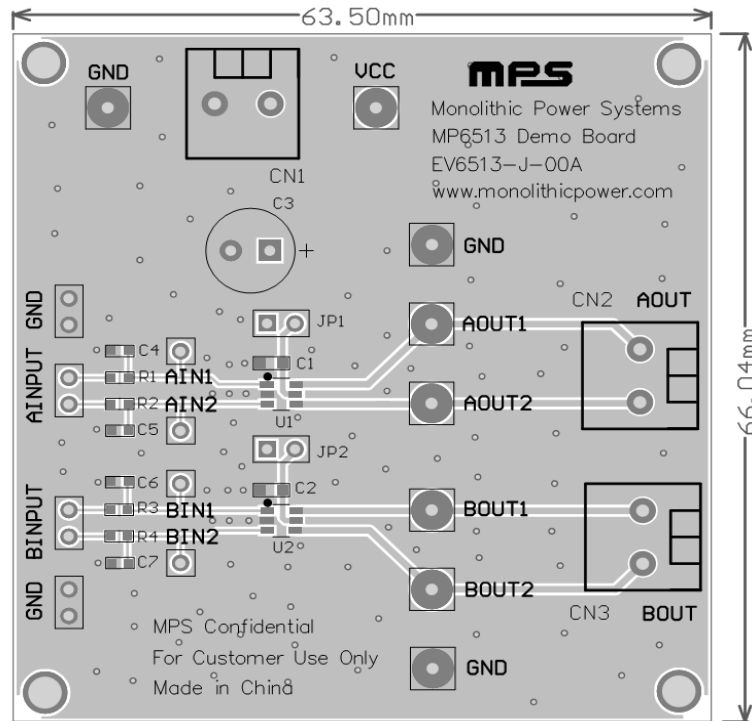 63.50mm
GND
VCC
MPS
Monolithic Power Systems
MP6513 Demo Board
EV6513-J-00A
www.monolithicpower.com
CN1
C3
+
GND
GND
JP1
CN2
AOUT
AOUT1
66.04mm
AINPUT
C4
C1
R1
AIN1
R2
AIN2
AOUT2
C5
U1
JP2
C6
C2
BINPUT
R3
BIN1
BOUT1
R4
BIN2
C7
U2
GND
BOUT2
CN3
BOUT
MPS Confidential
For Customer Use Only
Made in China
GND